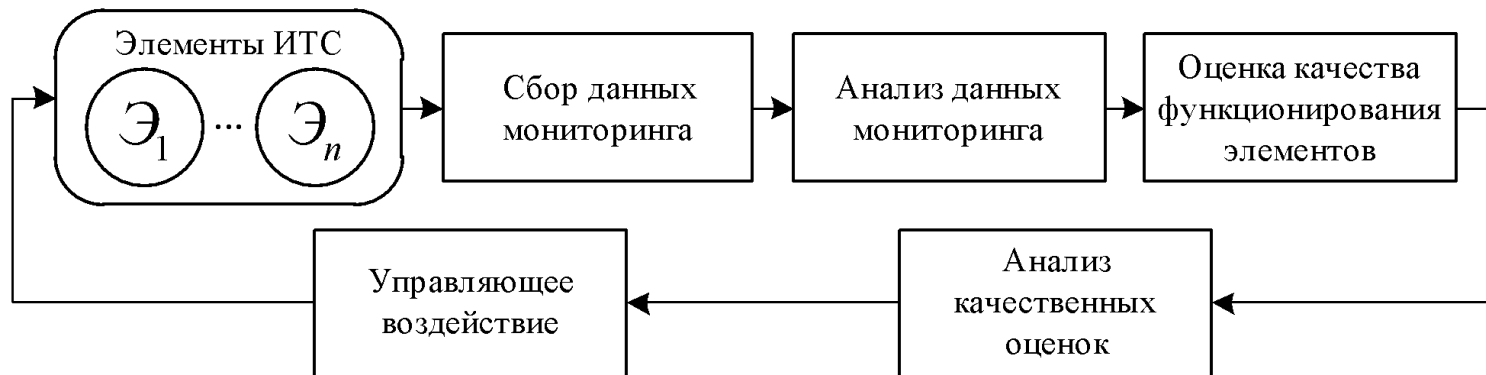 Элементы ИТС
Э1 ... Эn
Сбор данных
мониторинга
Анализ данных
мониторинга
Оценка качества
функционирования
элементов
Управляющее
воздействие
Анализ
качественных
оценок